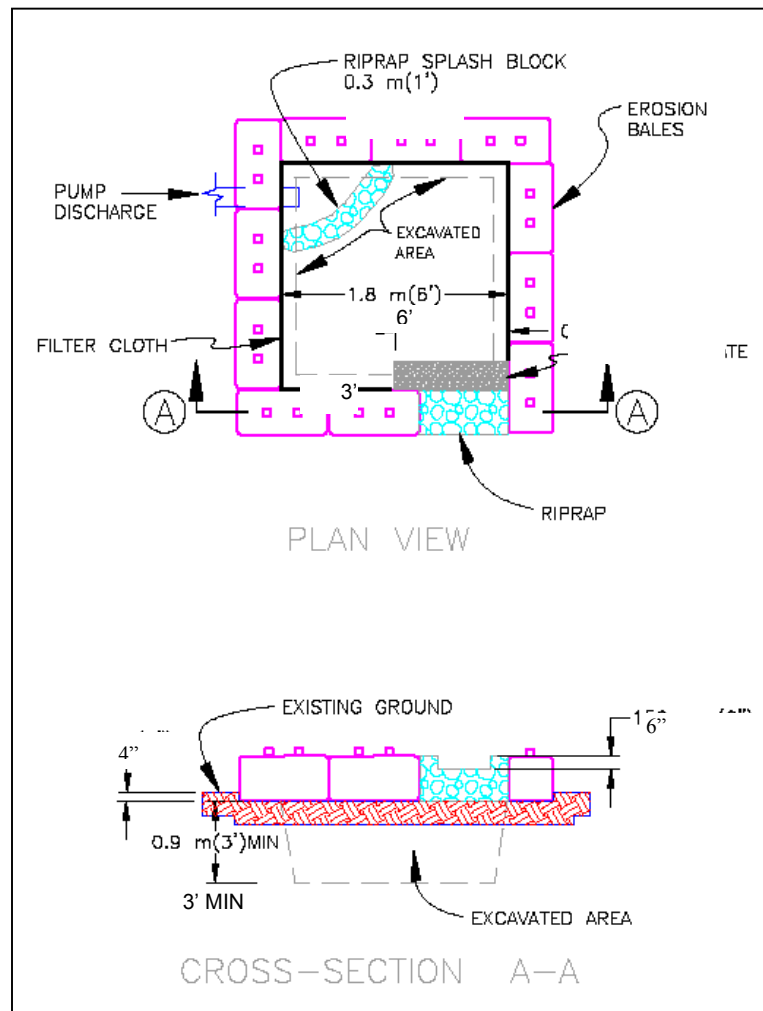 RIPRAP SPLASH BLOCK
0.3 m(1')
EROSION
BALES
PUMP
DISCHARGE
EXCAVATED
AREA
1.8 m(6')
6'
FILTER CLOTH
3'
A
A
RIPRAP
PLAN VIEW
EXISTING GROUND
4”
6”
0.9 m(3')MIN
3' MIN
EXCAVATED AREA
CROSS-SECTION A-A